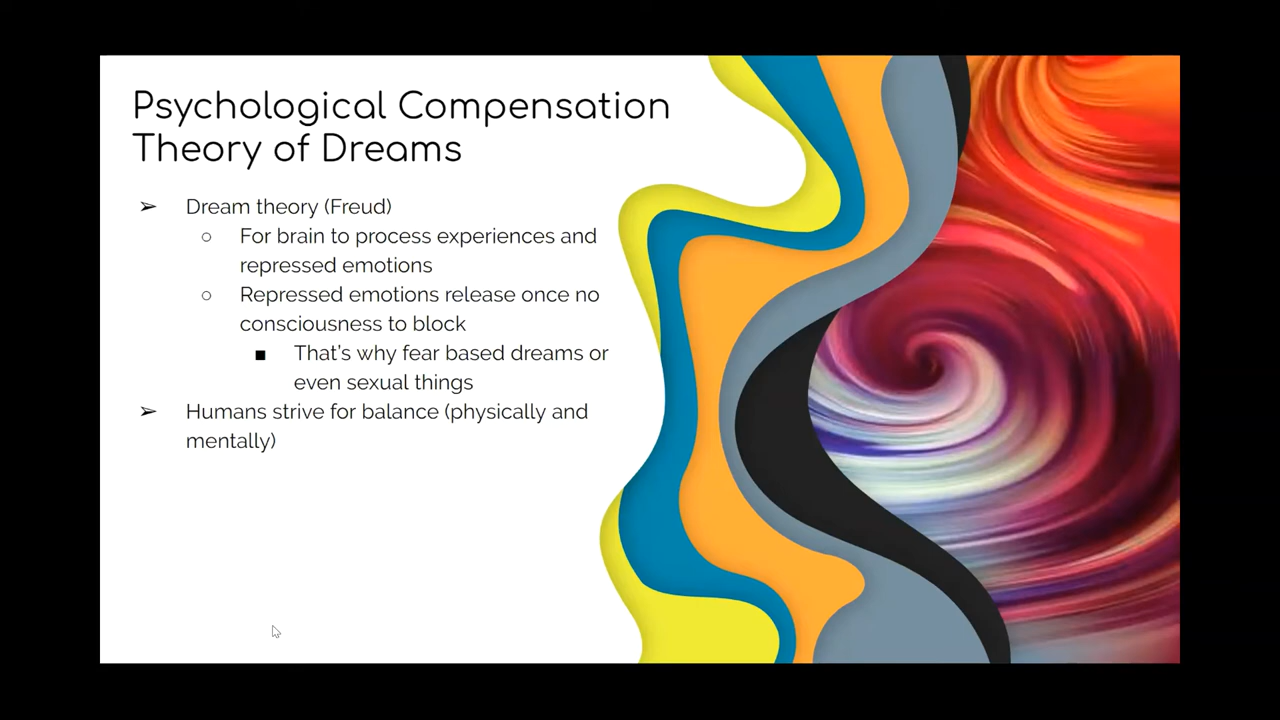 Psychological Compensation
Theory of Dreams
➢ Dream theory (Freud)
○ For brain to process experiences and
repressed emotions
○ Repressed emotions release once no
consciousness to block
■ That's why fear based dreams or
even sexual things
➢ Humans strive for balance (physically and
mentally)